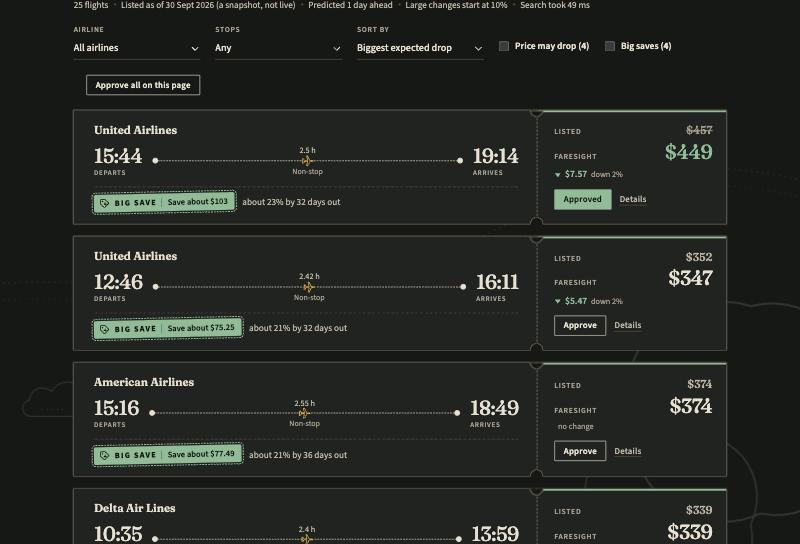 25 flights • Listed as of 30 Sept 2026 (a snapshot, not live) • Predicted 1 day ahead • Large changes start at 10% • Search took 49 ms
AIRLINE STOPS SORT BY
All airlines Any Biggest expected drop Price may drop (4) Big saves (4)
Approve all on this page
United Airlines
LISTED $457
15:44 2.5 h 19:14
FARESIGHT $449
DEPARTS Non-stop ARRIVES
$7.57 down 2%
BIG SAVE Save about $103 about 23% by 32 days out
Approved Details
United Airlines
LISTED $352
12:46 2.42 h 16:11
FARESIGHT $347
DEPARTS Non-stop ARRIVES
$5.47 down 2%
BIG SAVE Save about $75.25 about 21% by 32 days out
Approve Details
American Airlines
LISTED $374
15:16 2.55 h 18:49
FARESIGHT $374
DEPARTS Non-stop ARRIVES
no change
BIG SAVE Save about $77.49 about 21% by 36 days out
Approve Details
Delta Air Lines
LISTED $339
10:35 2.4 h 13:59
FARESIGHT $339